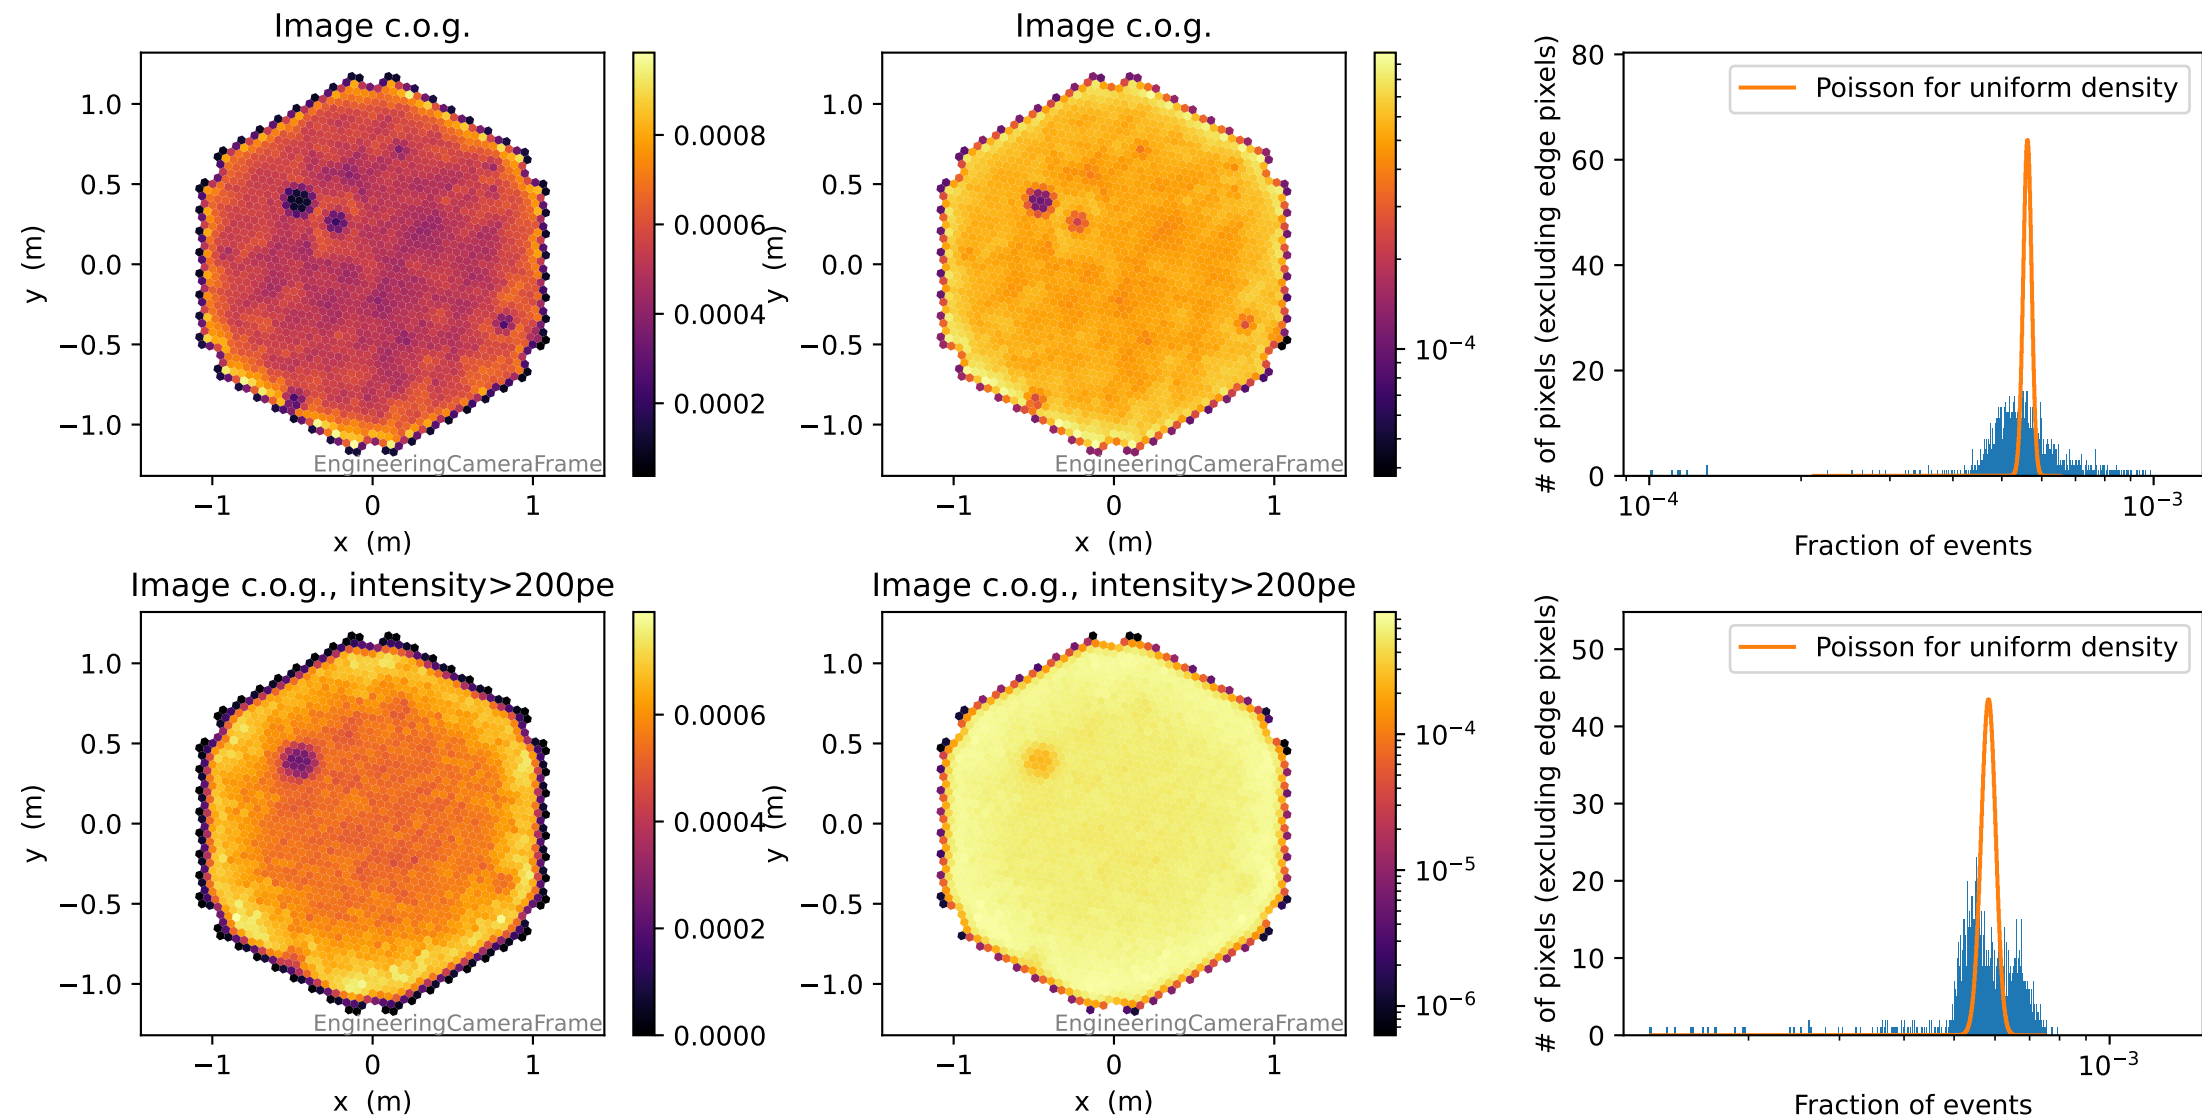 Image c.o.g.
y (m)
1.0
0.5
0.0
−0.5
−1.0
EngineeringCameraFrame
−1 0 1
x (m)
0.0008
0.0006
0.0004
0.0002
Image c.o.g.
y (m)
1.0
0.5
0.0
−0.5
−1.0
EngineeringCameraFrame
−1 0 1
x (m)
10−4
# of pixels (excluding edge pixels)
80
60
40
20
0
Poisson for uniform density
10−4 10−3
Fraction of events
Image c.o.g., intensity>200pe
y (m)
1.0
0.5
0.0
−0.5
−1.0
EngineeringCameraFrame
−1 0 1
x (m)
0.0006
0.0004
0.0002
0.0000
Image c.o.g., intensity>200pe
y (m)
1.0
0.5
0.0
−0.5
−1.0
EngineeringCameraFrame
−1 0 1
x (m)
10−4
10−5
10−6
# of pixels (excluding edge pixels)
50
40
30
20
10
0
Poisson for uniform density
10−3
Fraction of events